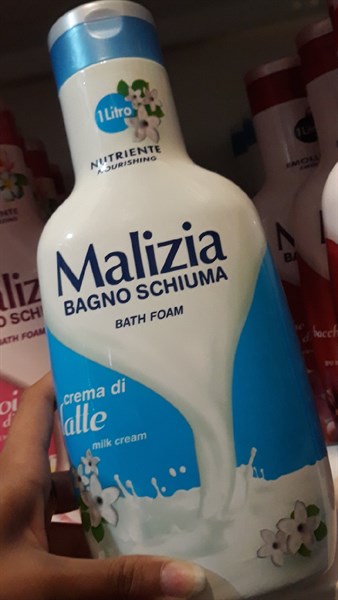 1 Litro
NUTRIENTE
NOURISHING
Malizia
BAGNO SCHIUMA
BATH FOAM
crema di
latte
milk cream